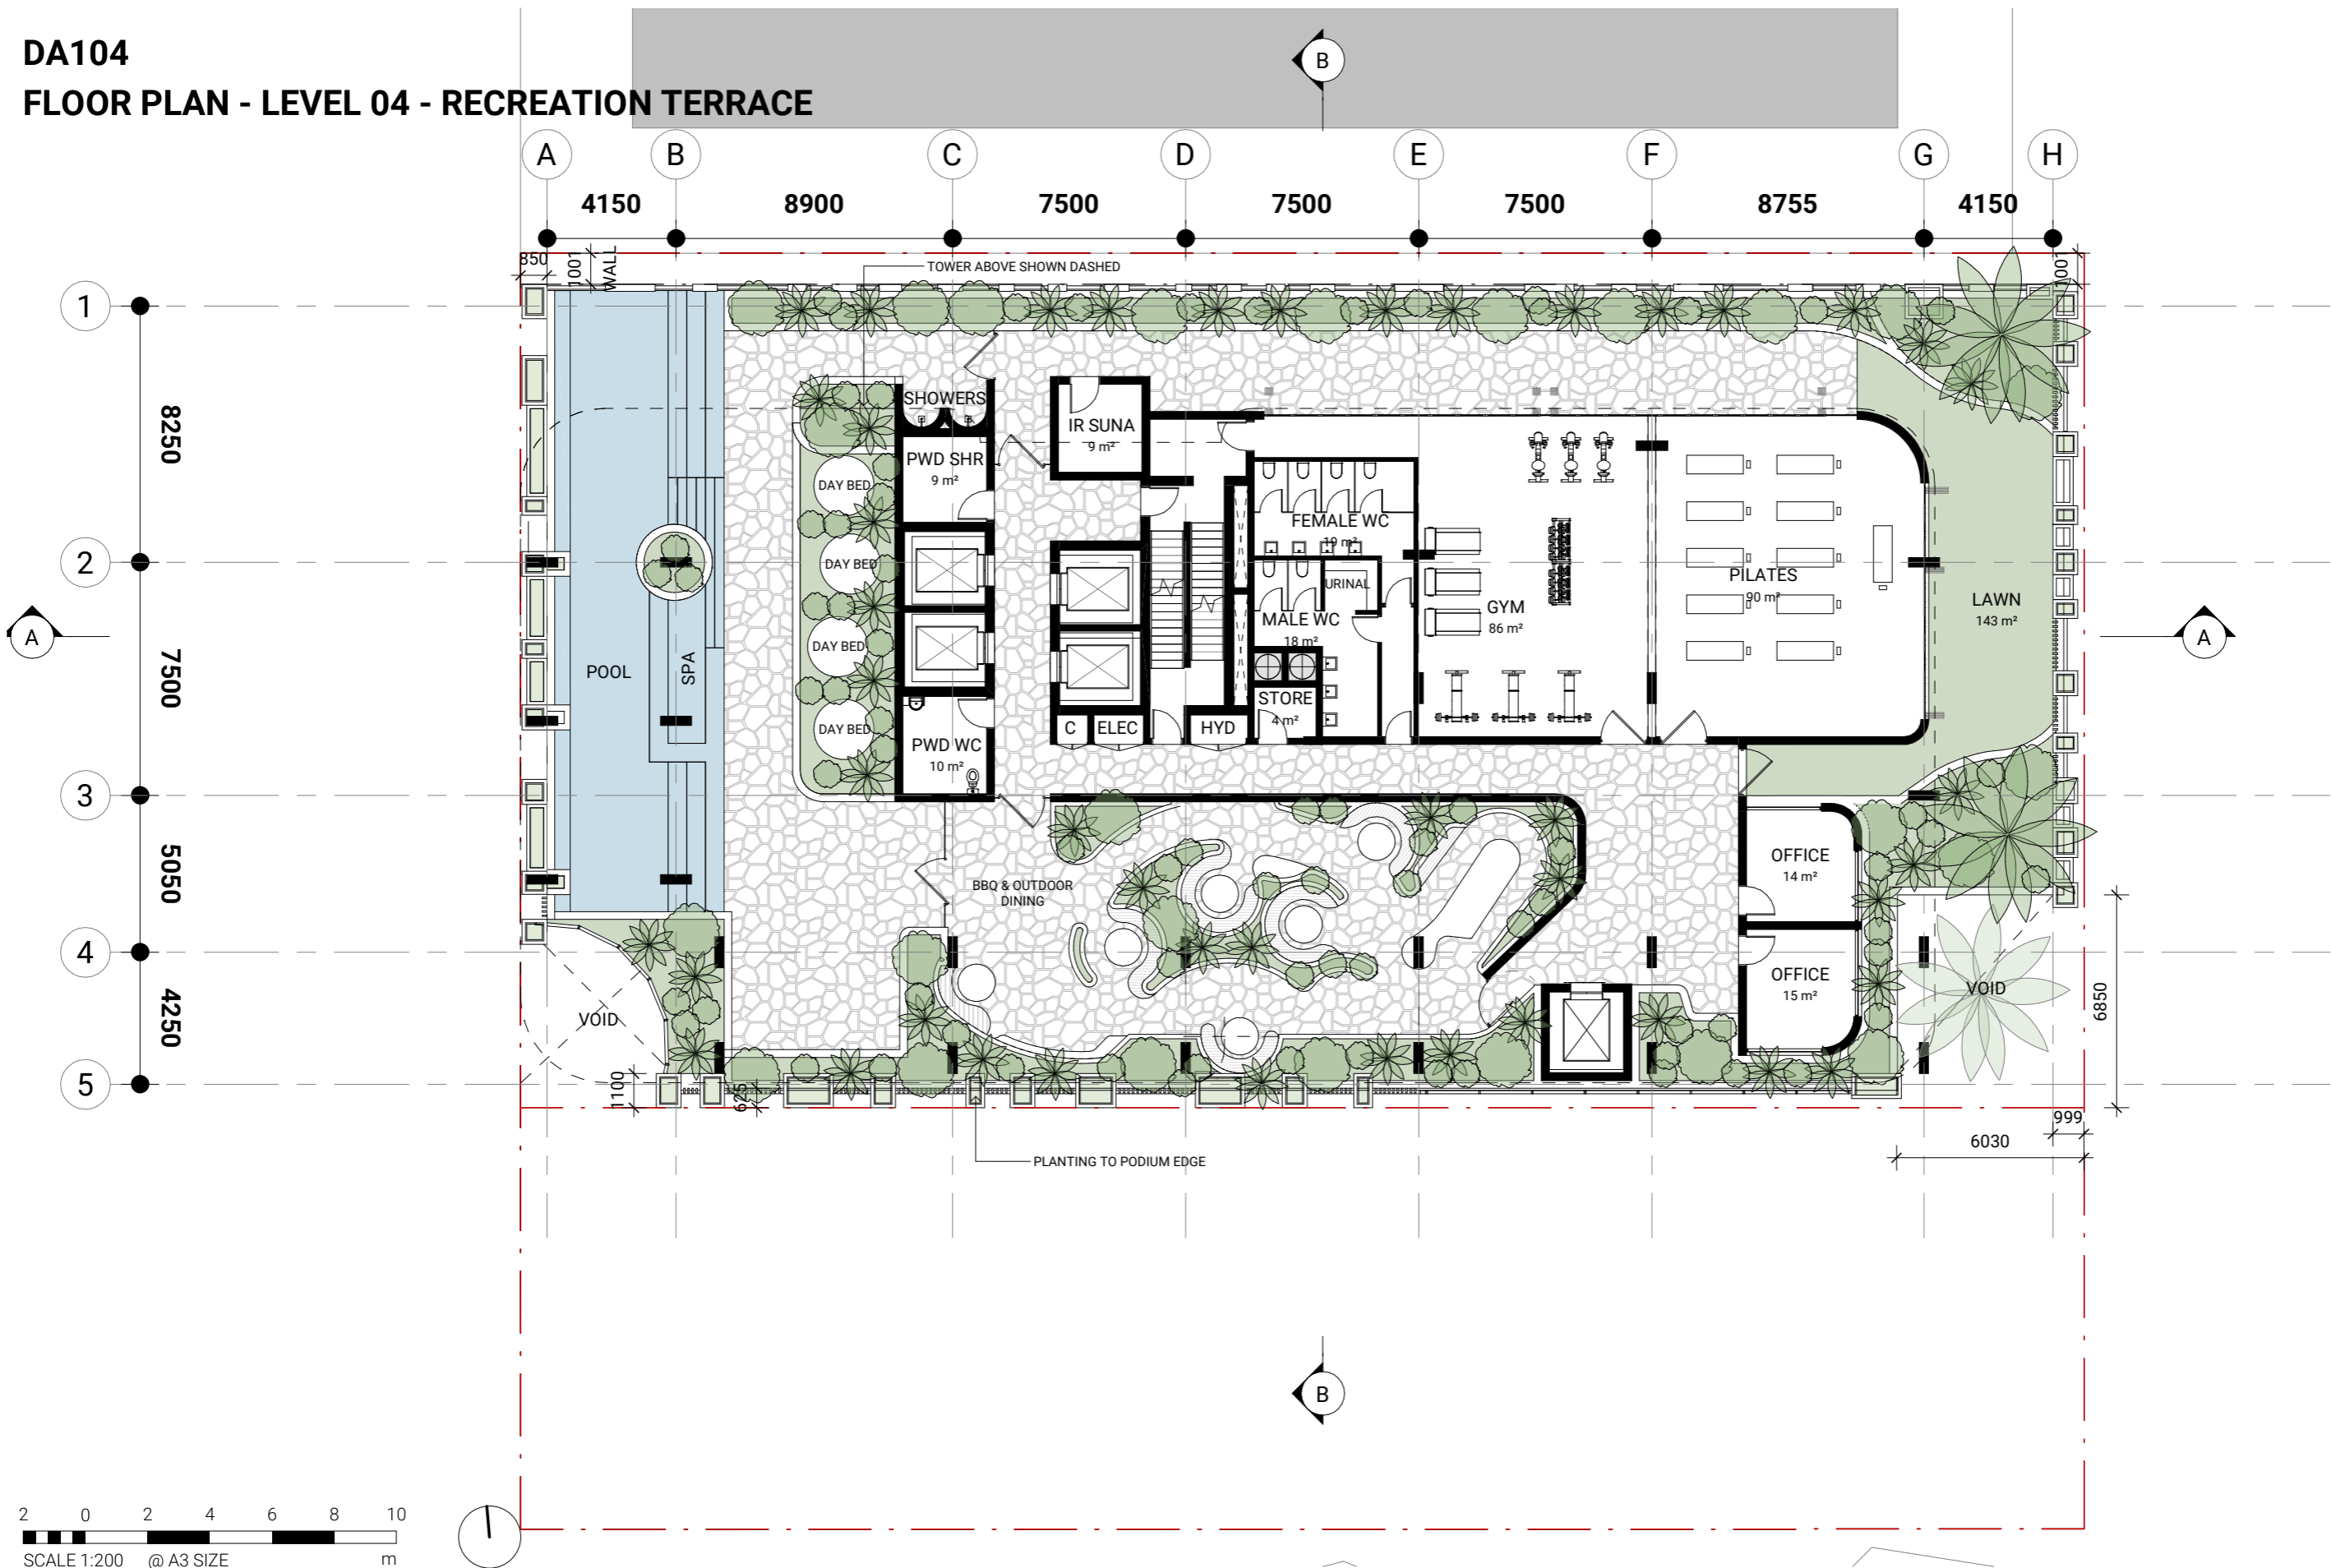 DA104
FLOOR PLAN - LEVEL 04 - RECREATION TERRACE
B
A
B
C
D
E
F
G
H
4150
8900
7500
7500
7500
8755
4150
850
1001
WALL
TOWER ABOVE SHOWN DASHED
1001
1
2
3
4
5
8250
7500
5050
4250
A
A
SHOWERS
IR SUNA
9 m²
PWD SHR
9 m²
DAY BED
DAY BED
DAY BED
DAY BED
FEMALE WC
19 m²
URINAL
MALE WC
18 m²
GYM
86 m²
PILATES
90 m²
LAWN
143 m²
POOL
SPA
STORE
4 m²
C
ELEC
HYD
PWD WC
10 m²
BBQ & OUTDOOR
DINING
OFFICE
14 m²
OFFICE
15 m²
VOID
VOID
6850
1100
625
999
6030
PLANTING TO PODIUM EDGE
B
2 0 2 4 6 8 10
SCALE 1:200 @ A3 SIZE m